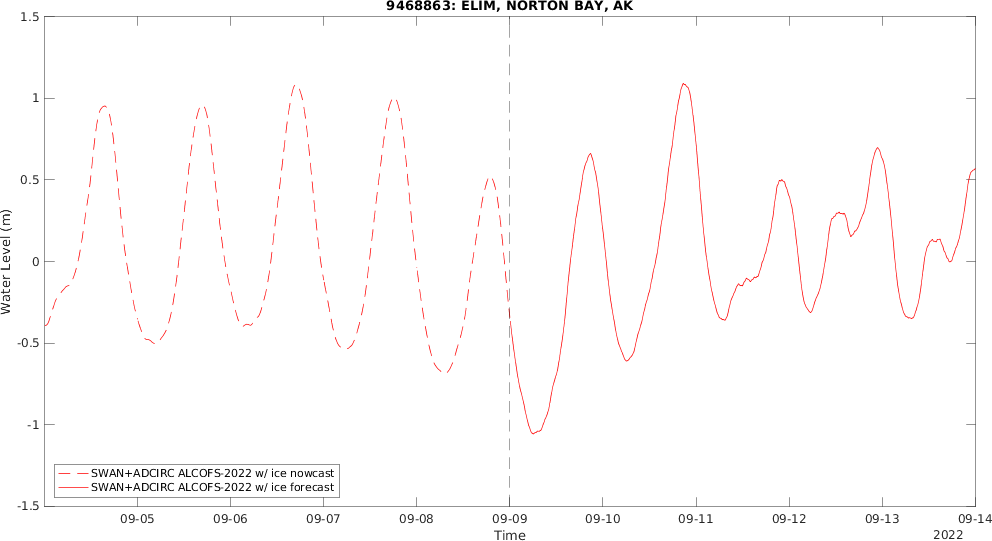 9468863: ELIM, NORTON BAY, AK
1.5
1
0.5
0
-0.5
-1
-1.5
Water Level (m)
SWAN+ADCIRC ALCOFS-2022 w/ ice nowcast
SWAN+ADCIRC ALCOFS-2022 w/ ice forecast
09-05 09-06 09-07 09-08 09-09 09-10 09-11 09-12 09-13 09-14
Time
2022